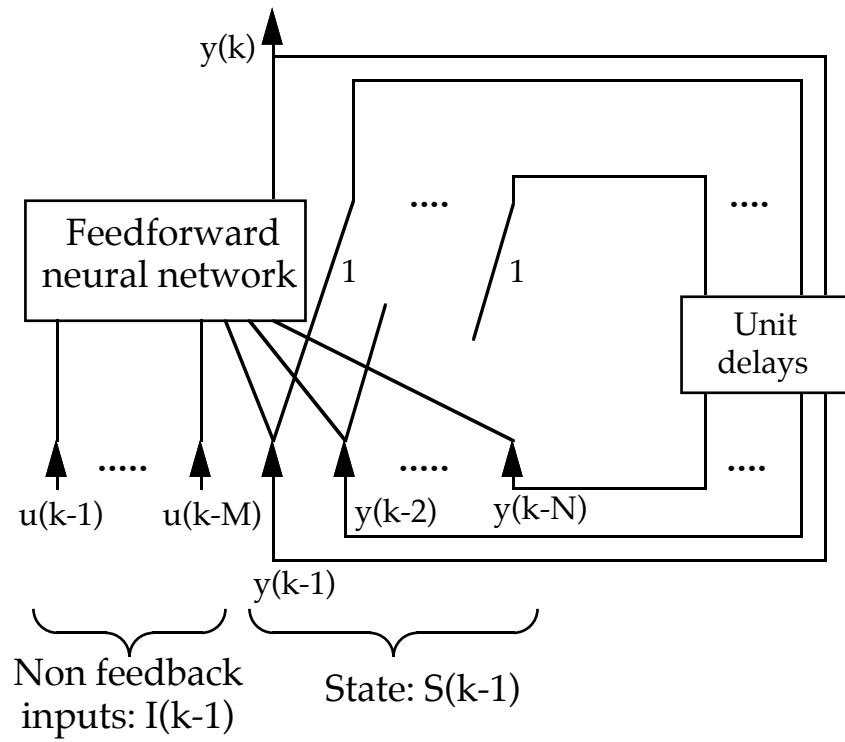 y(k)
....
....
Feedforward
neural network
1
1
Unit
delays
.....
.....
....
u(k-1)
u(k-M)
y(k-2)
y(k-N)
y(k-1)
Non feedback
inputs: I(k-1)
State: S(k-1)